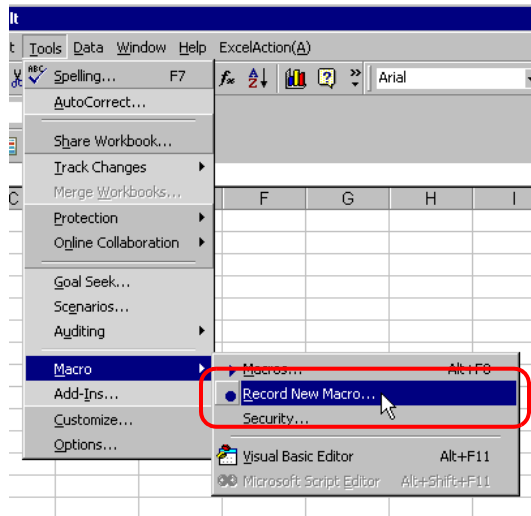 lt
t Tools Data Window Help ExcelAction(A)
ABC Spelling... F7 Arial
AutoCorrect...
Share Workbook...
Track Changes
Merge Workbooks...
C F G H I
Protection
Online Collaboration
Goal Seek...
Scenarios...
Auditing
Macro Macros... Alt+F8
Add-Ins... Record New Macro...
Customize... Security...
Options... Visual Basic Editor Alt+F11
Microsoft Script Editor Alt+Shift+F11